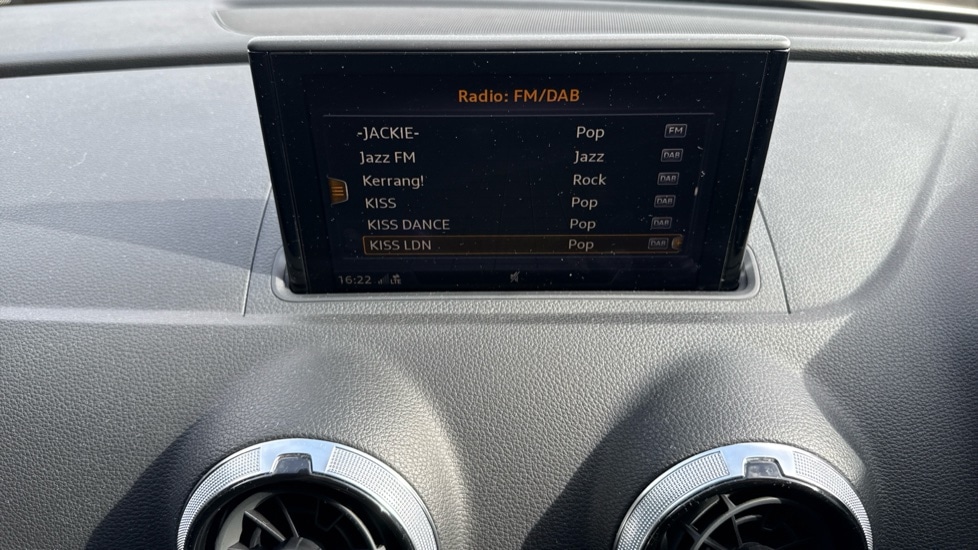 Radio: FM/DAB
-JACKIE- Pop FM
Jazz FM Jazz DAB
Kerrang! Rock DAB
KISS Pop DAB
KISS DANCE Pop DAB
KISS LDN Pop DAB
16:22 LTE